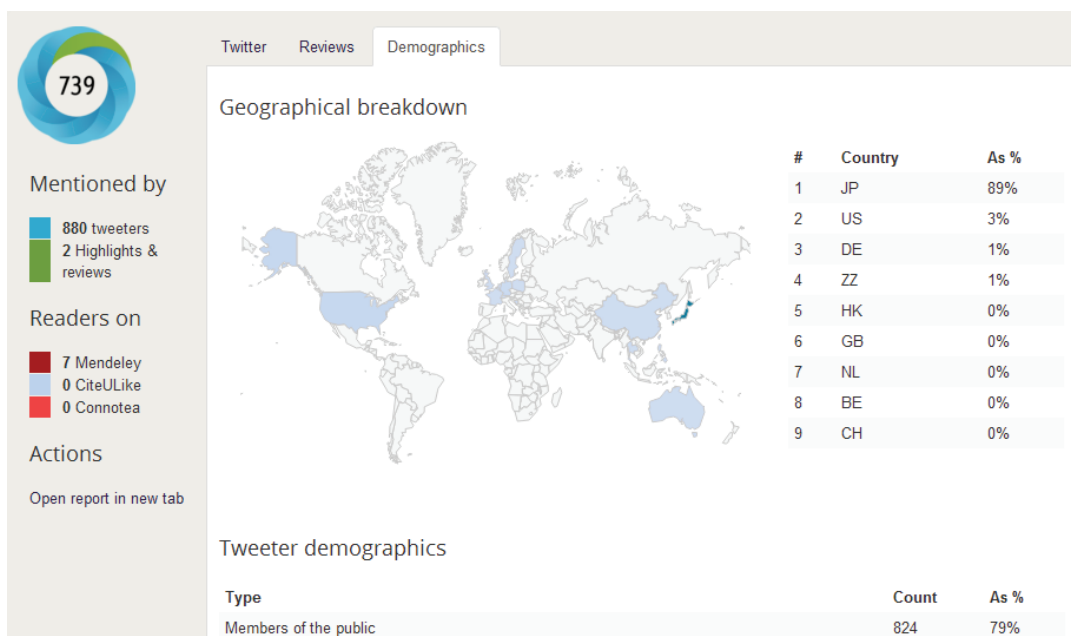 739
Mentioned by
880 tweeters
2 Highlights &
reviews
Readers on
7 Mendeley
0 CiteULike
0 Connotea
Actions
Open report in new tab
Twitter Reviews Demographics
Geographical breakdown
# Country As %
1 JP 89%
2 US 3%
3 DE 1%
4 ZZ 1%
5 HK 0%
6 GB 0%
7 NL 0%
8 BE 0%
9 CH 0%
Tweeter demographics
Type Count As %
Members of the public 824 79%